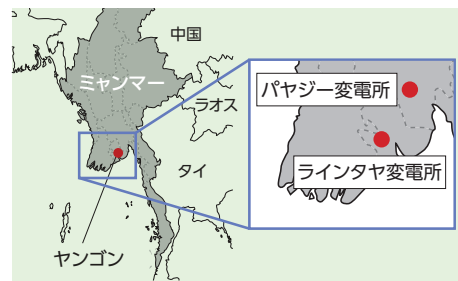 中国
ミャンマー
ラオス
タイ
ヤンゴン
パヤジー変電所
ラインタヤ変電所